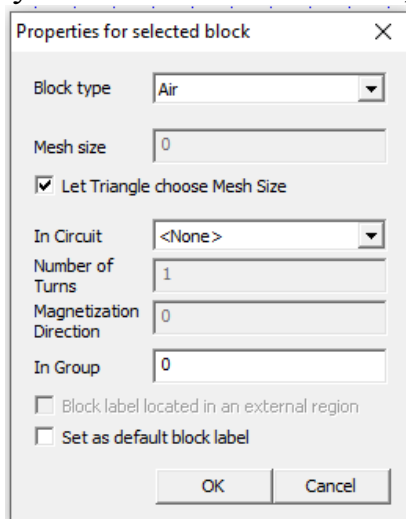 Properties for selected block
Block type Air
Mesh size 0
Let Triangle choose Mesh Size
In Circuit <None>
Number of
Turns 1
Magnetization
Direction 0
In Group 0
Block label located in an external region
Set as default block label
OK Cancel